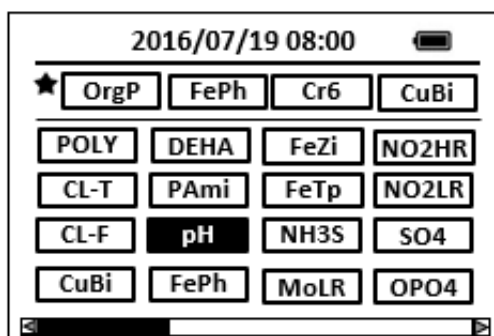 2016/07/19 08:00
OrgP FePh Cr6 CuBi
POLY DEHA FeZi NO2HR
CL-T PAmi FeTp NO2LR
CL-F pH NH3S SO4
CuBi FePh MoLR OPO4